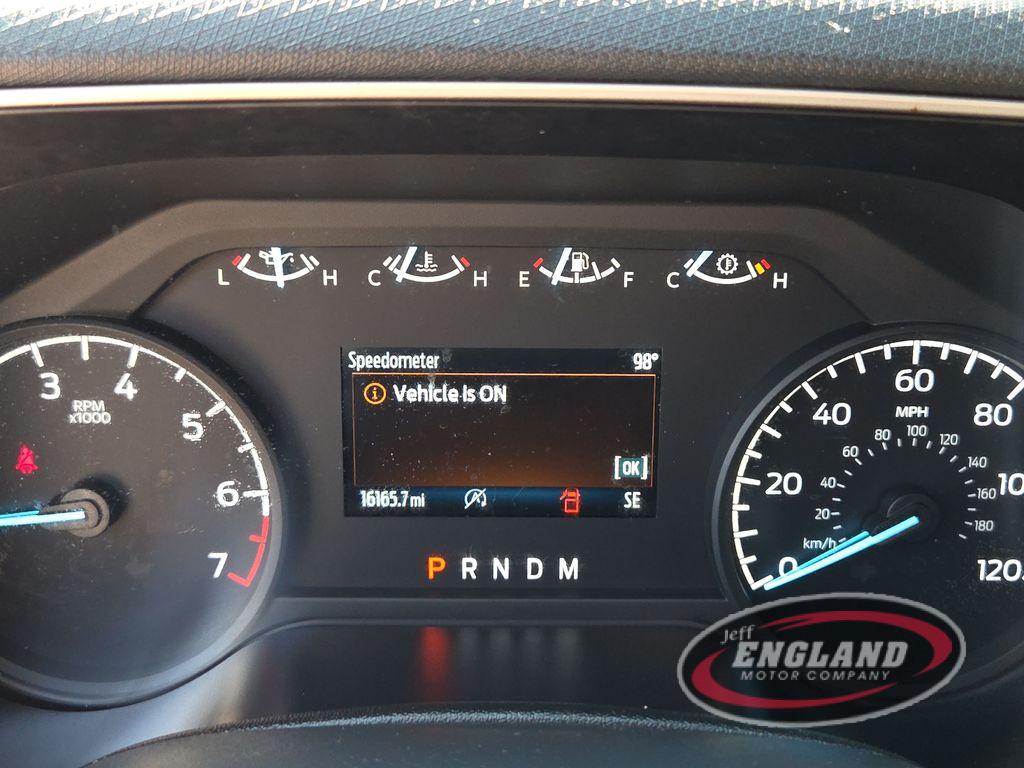 L H C H E F C H
Speedometer 98°
i Vehicle is ON
[OK]
16165.7 mi SE
P R N D M
3 4 5 6 7
RPM
x1000
0 20 40 60 80 100 120
MPH
20 40 60 80 100 120 140 160 180
km/h
Jeff
ENGLAND
MOTOR COMPANY